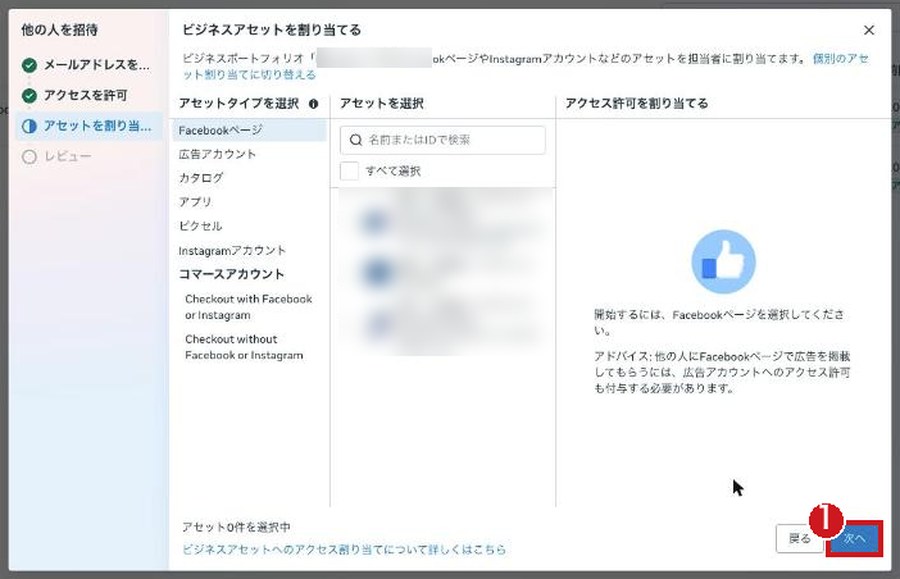 他の人を招待
メールアドレスを...
アクセスを許可
アセットを割り当...
レビュー
ビジネスアセットを割り当てる
ビジネスポートフォリオ「
okページやInstagramアカウントなどのアセットを担当者に割り当てます。 個別のアセ
ット割り当てに切り替える
アセットタイプを選択
Facebookページ
広告アカウント
カタログ
アプリ
ピクセル
Instagramアカウント
コマースアカウント
Checkout with Facebook
or Instagram
Checkout without
Facebook or Instagram
アセットを選択
名前またはIDで検索
すべて選択
アクセス許可を割り当てる
開始するには、Facebookページを選択してくださ
い。
アドバイス: 他の人にFacebookページで広告を掲載
してもらうには、広告アカウントへのアクセス許可
も付与する必要があります。
アセット0件を選択中
ビジネスアセットへのアクセス割り当てについて詳しくはこちら
戻る
1
次へ